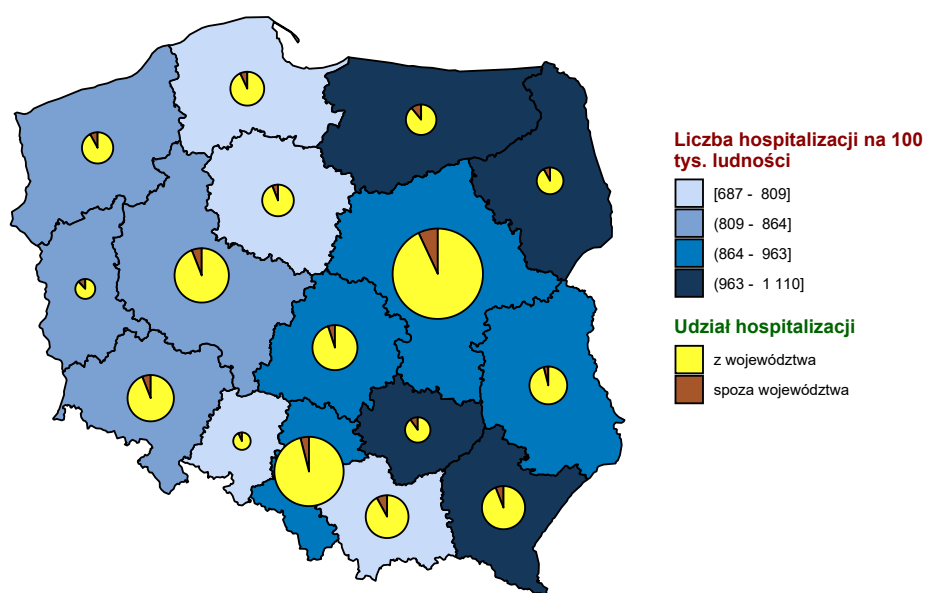 Liczba hospitalizacji na 100
tys. ludności
[687 - 809]
(809 - 864]
(864 - 963]
(963 - 1 110]
Udział hospitalizacji
z województwa
spoza województwa